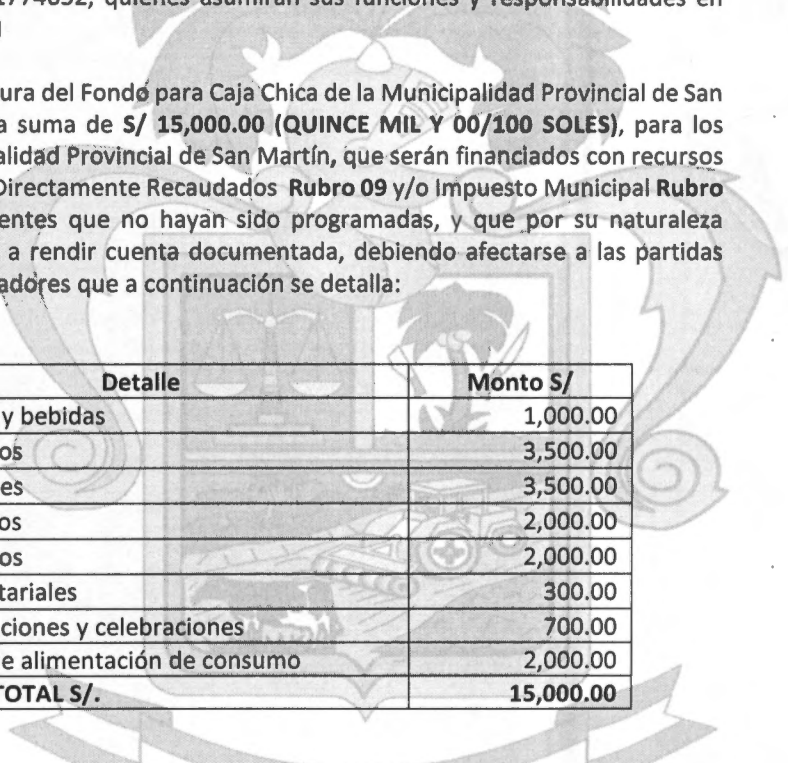 quienes asumirán sus funciones y responsabilidades en
ura del Fondo para Caja Chica de la Municipalidad Provincial de San
a suma de S/ 15,000.00 (QUINCE MIL Y 00/100 SOLES), para los
alidad Provincial de San Martín, que serán financiados con recursos
Directamente Recaudados Rubro 09 y/o Impuesto Municipal Rubro
entes que no hayan sido programadas, y que por su naturaleza
a rendir cuenta documentada, debiendo afectarse a las partidas
adores que a continuación se detalla:
Detalle Monto S/
y bebidas 1,000.00
os 3,500.00
es 3,500.00
os 2,000.00
os 2,000.00
tariales 300.00
ciones y celebraciones 700.00
e alimentación de consumo 2,000.00
TOTAL S/. 15,000.00